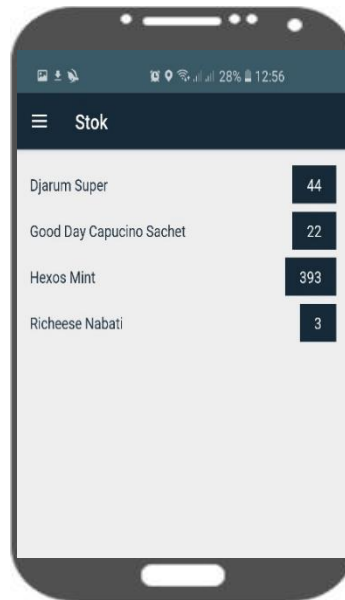 28% 12:56
Stok
Djarum Super 44
Good Day Capucino Sachet 22
Hexos Mint 393
Richeese Nabati 3